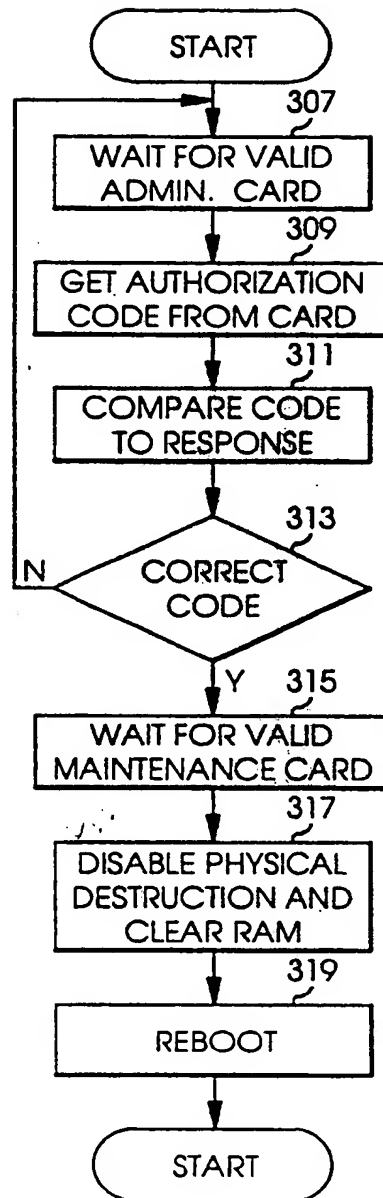 START
307
WAIT FOR VALID
ADMIN. CARD
309
GET AUTHORIZATION
CODE FROM CARD
311
COMPARE CODE
TO RESPONSE
313
CORRECT
CODE
N
Y
315
WAIT FOR VALID
MAINTENANCE CARD
317
DISABLE PHYSICAL
DESTRUCTION AND
CLEAR RAM
319
REBOOT
START